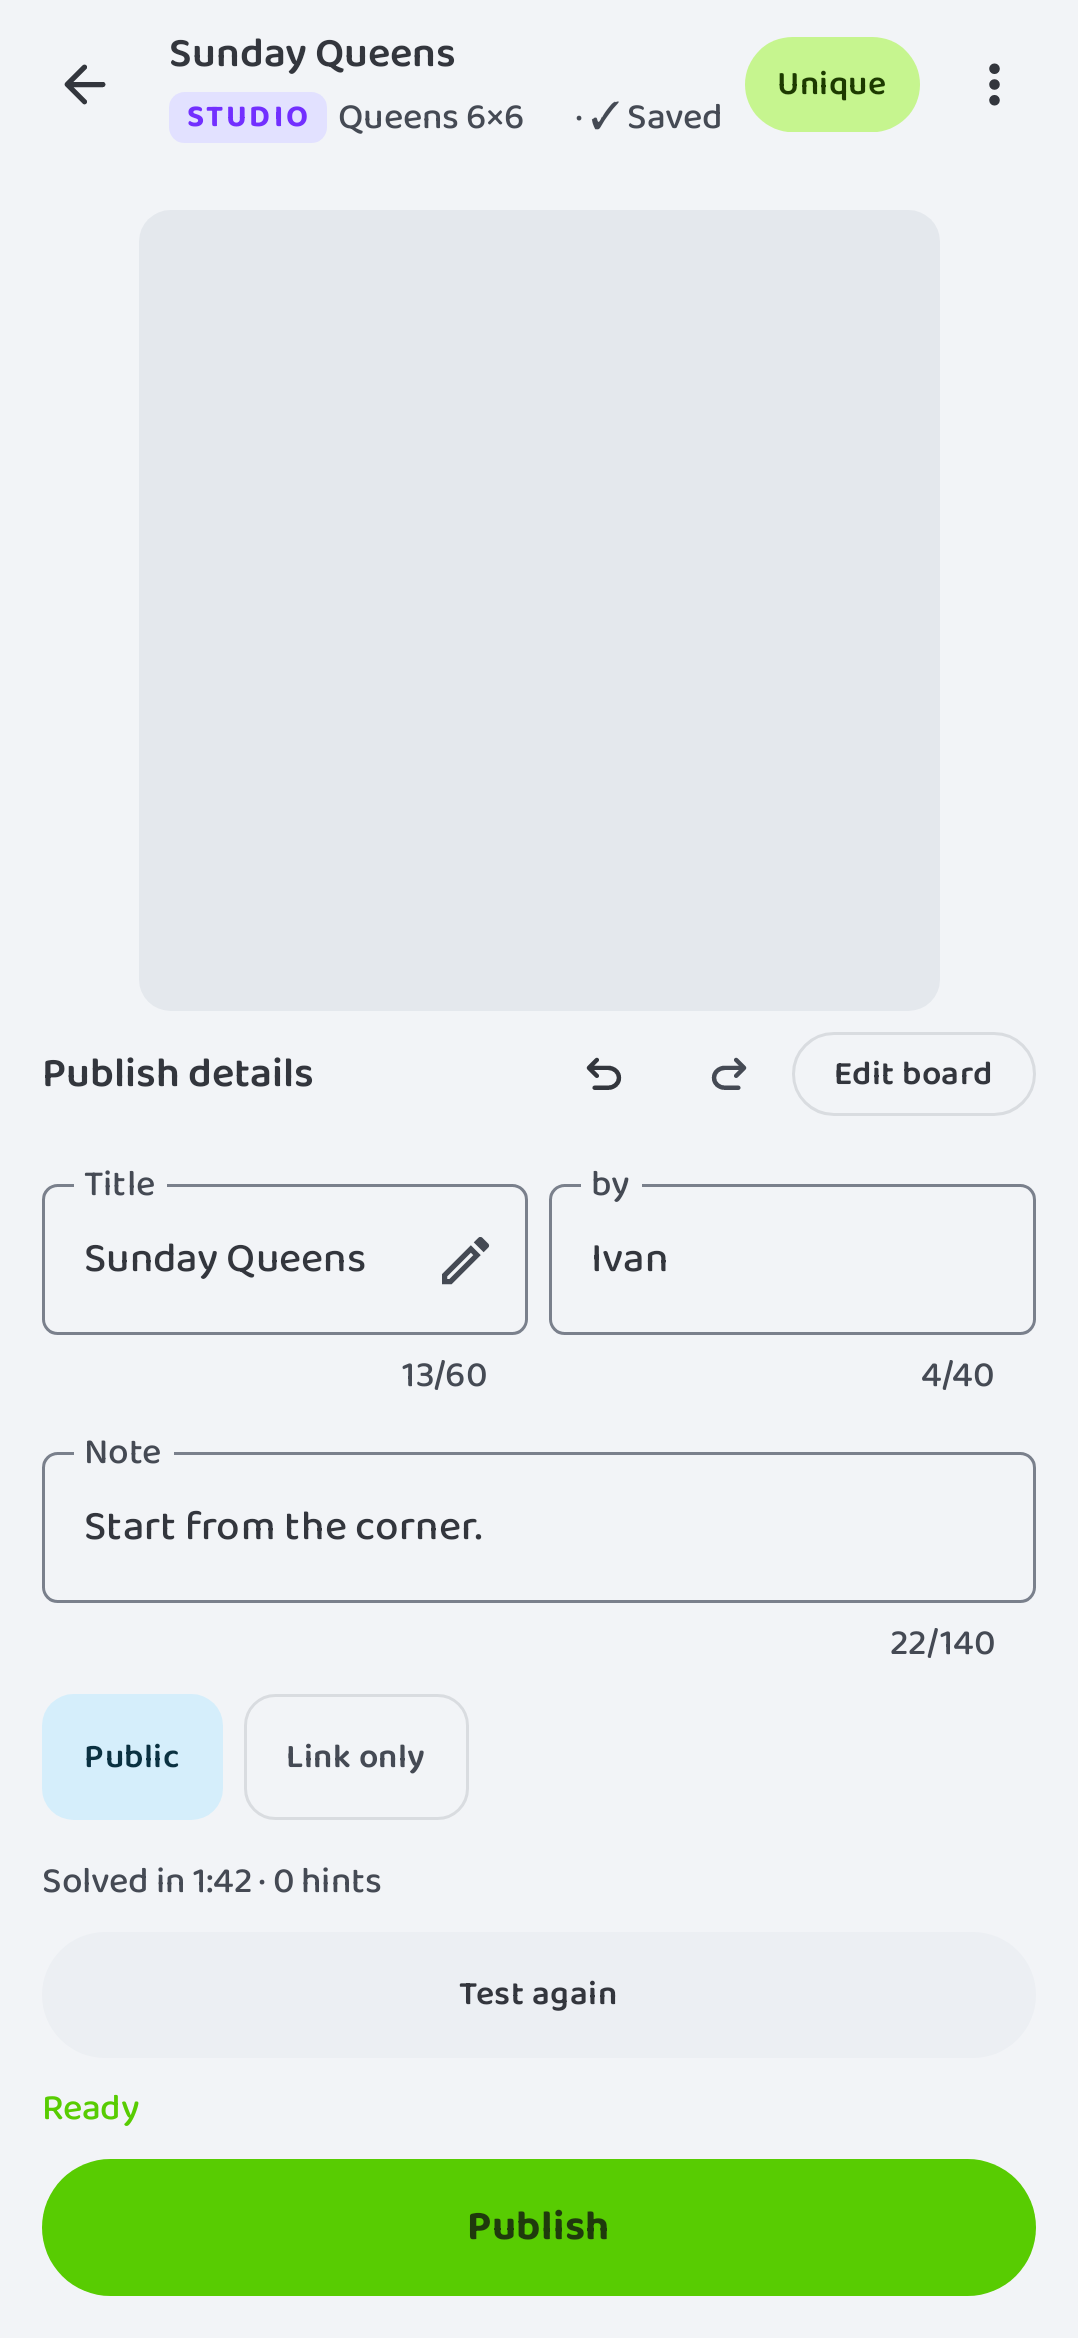 Sunday Queens
STUDIO Queens 6×6 · ✓ Saved
Unique
Publish details
Edit board
Title
Sunday Queens
13/60
by
Ivan
4/40
Note
Start from the corner.
22/140
Public
Link only
Solved in 1:42 · 0 hints
Test again
Ready
Publish